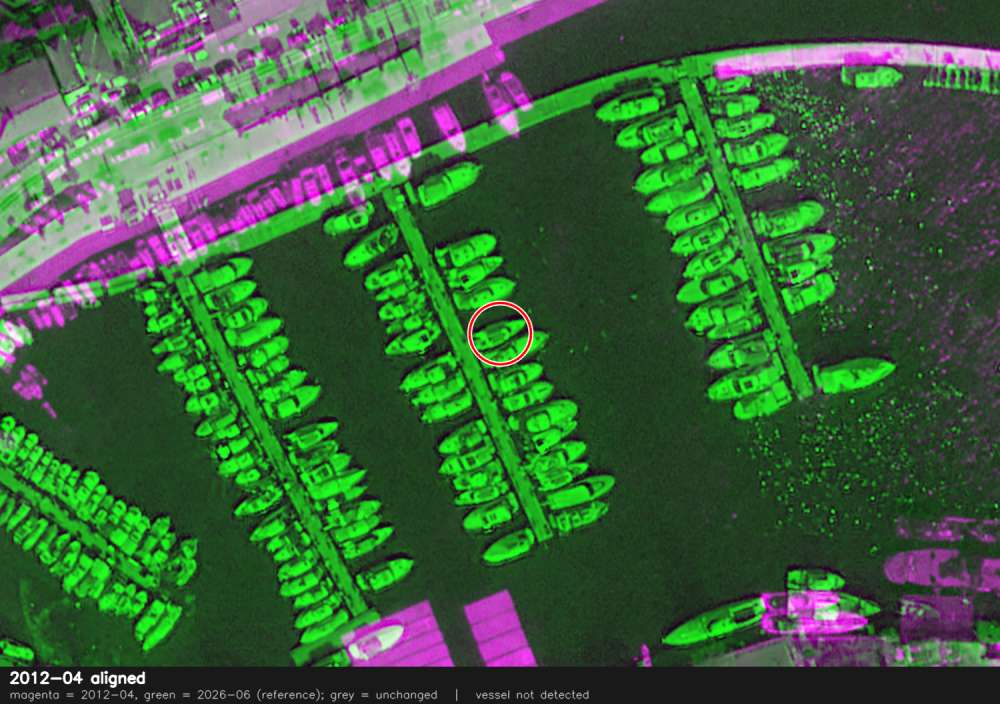 2012-04 aligned
magenta = 2012-04, green = 2026-06 (reference); grey = unchanged | vessel not detected